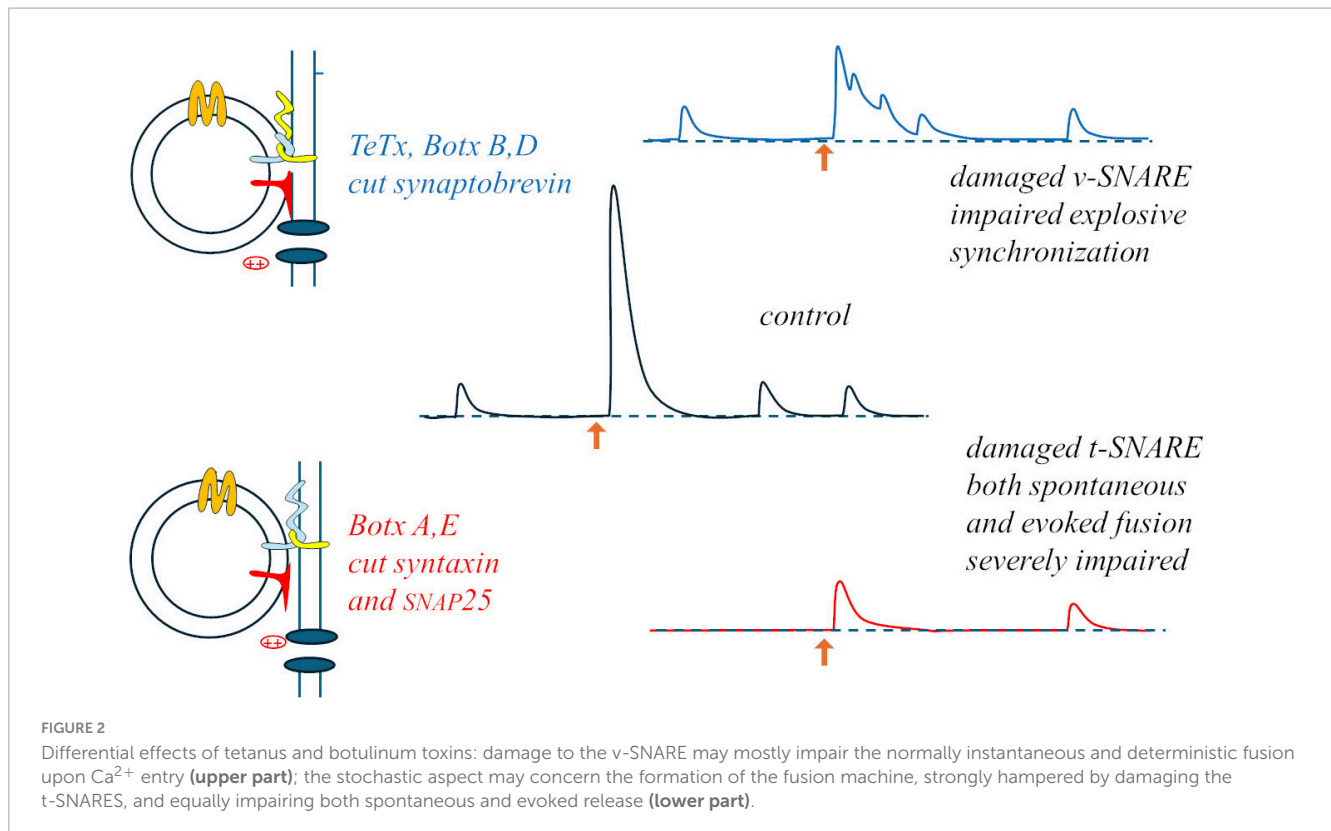 TeTx, Botx B,D
cut synaptobrevin
damaged v-SNARE
impaired explosive
synchronization
control
++
Botx A,E
cut syntaxin
and SNAP25
damaged t-SNARE
both spontaneous
and evoked fusion
severely impaired
++
FIGURE 2
Differential effects of tetanus and botulinum toxins: damage to the v-SNARE may mostly impair the normally instantaneous and deterministic fusion
upon Ca²⁺ entry (upper part); the stochastic aspect may concern the formation of the fusion machine, strongly hampered by damaging the
t-SNARES, and equally impairing both spontaneous and evoked release (lower part).